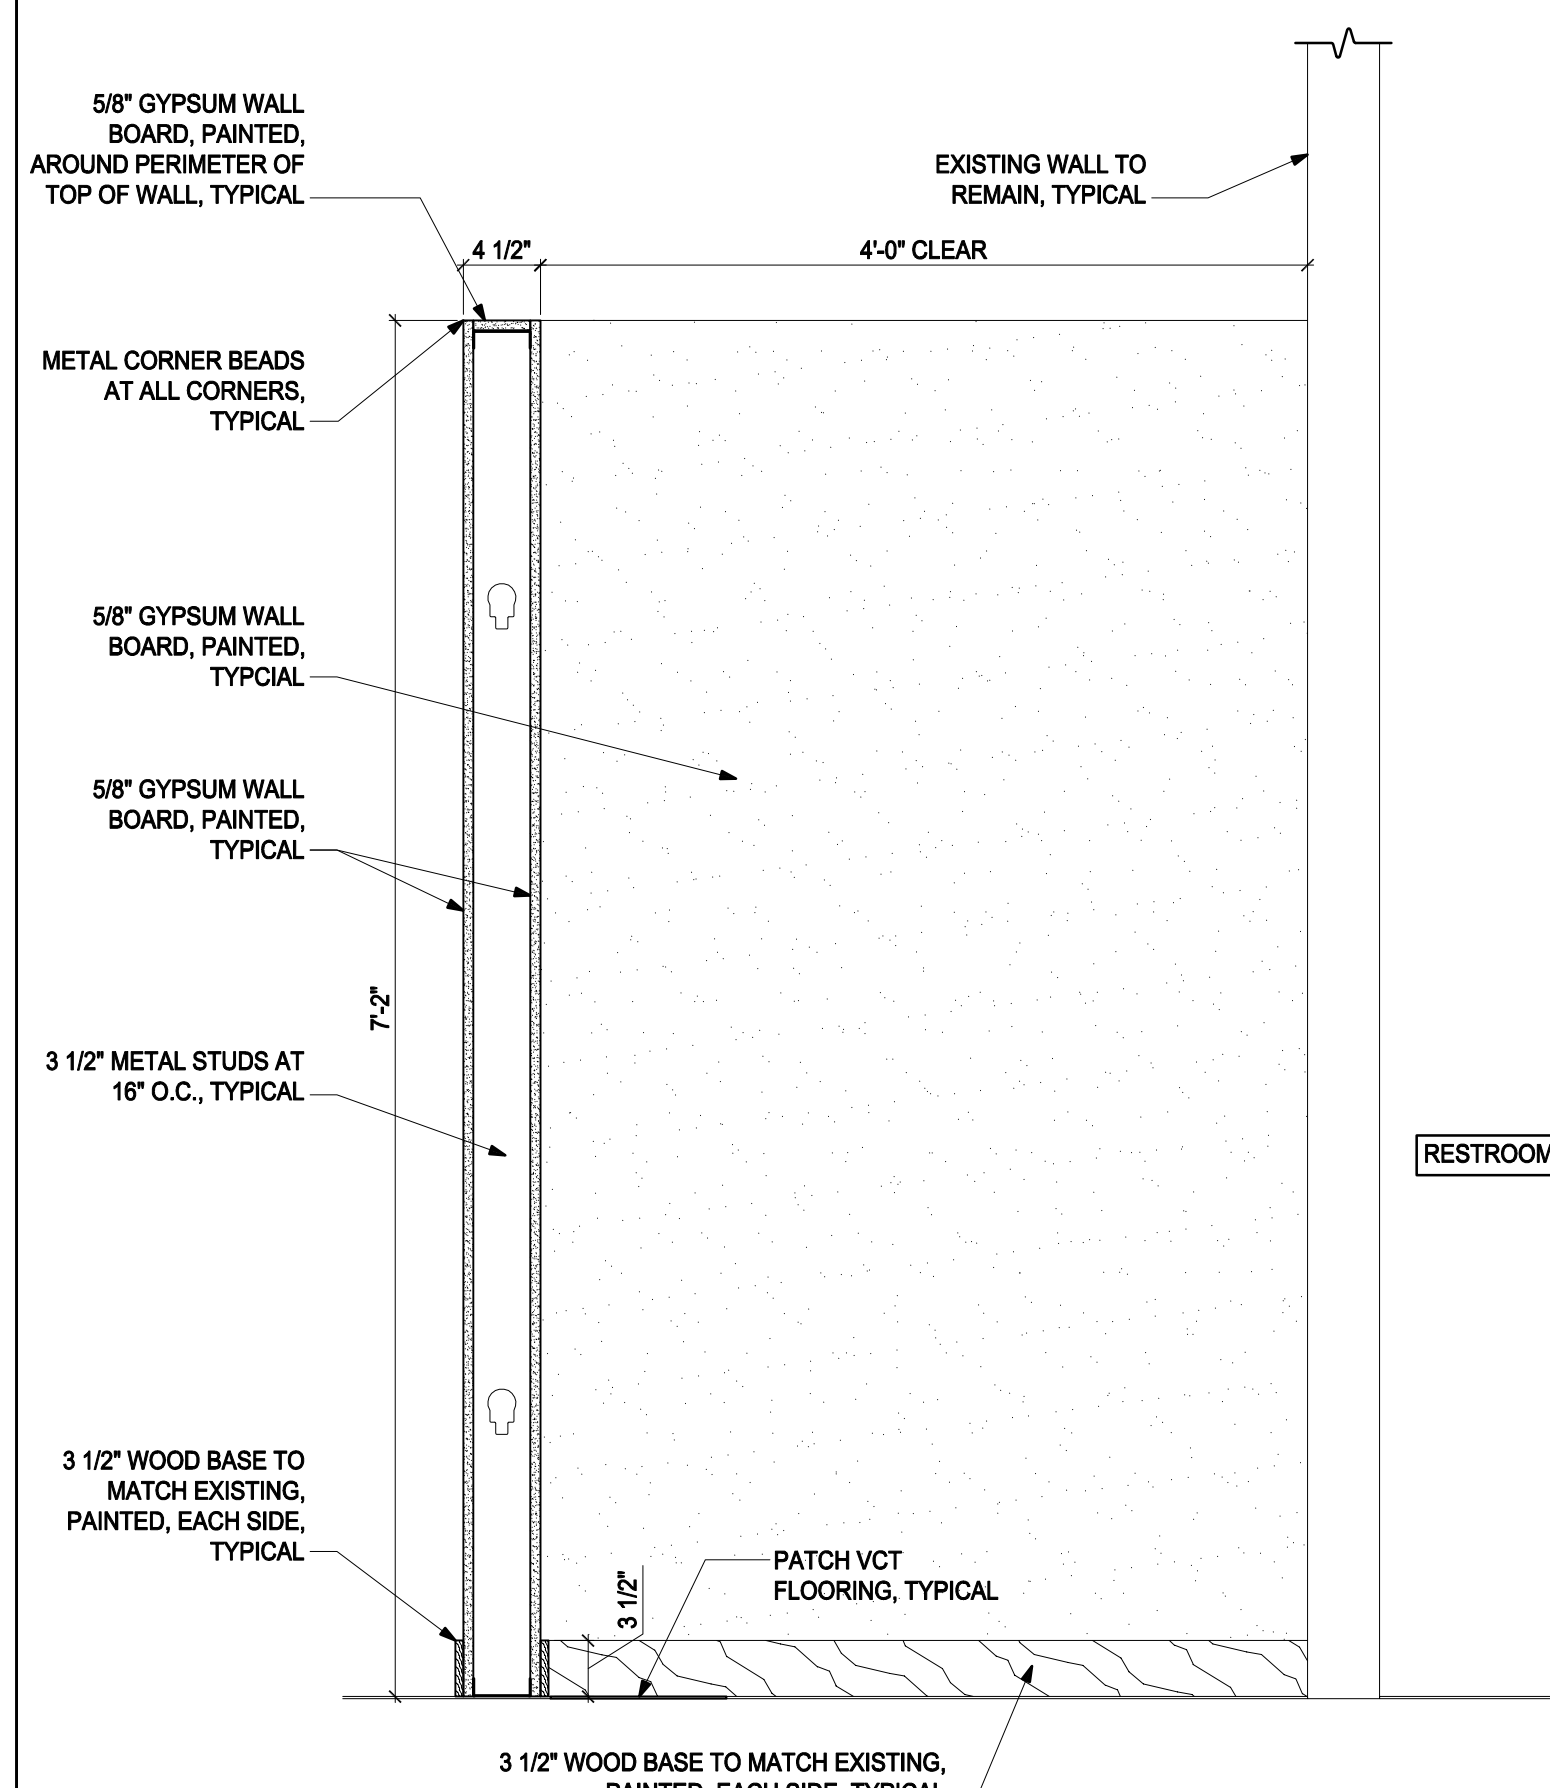 5/8" GYPSUM WALL
BOARD, PAINTED,
AROUND PERIMETER OF
TOP OF WALL, TYPICAL
EXISTING WALL TO
REMAIN, TYPICAL
4 1/2"
4'-0" CLEAR
METAL CORNER BEADS
AT ALL CORNERS,
TYPICAL
5/8" GYPSUM WALL
BOARD, PAINTED,
TYPCIAL
5/8" GYPSUM WALL
BOARD, PAINTED,
TYPICAL
7'-2"
3 1/2" METAL STUDS AT
16" O.C., TYPICAL
RESTROOM
3 1/2" WOOD BASE TO
MATCH EXISTING,
PAINTED, EACH SIDE,
TYPICAL
PATCH VCT
FLOORING, TYPICAL
3 1/2"
3 1/2" WOOD BASE TO MATCH EXISTING,
PAINTED, EACH SIDE, TYPICAL